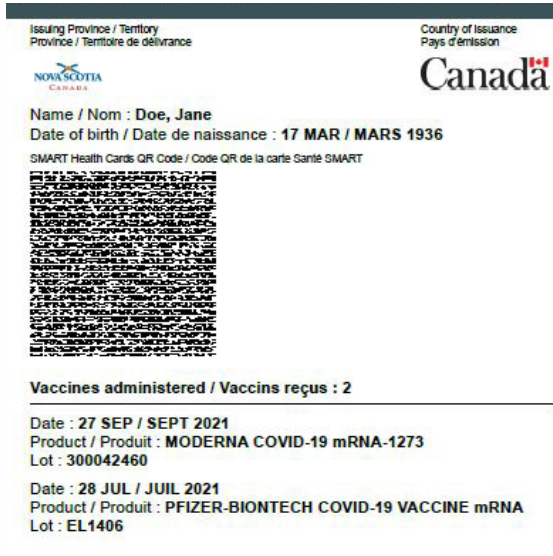 Issuing Province / Territory
Province / Territoire de délivrance
Country of Issuance
Pays d'émission
NOVA SCOTIA
CANADA
Canada
Name / Nom : Doe, Jane
Date of birth / Date de naissance : 17 MAR / MARS 1936
SMART Health Cards QR Code / Code QR de la carte Santé SMART
Vaccines administered / Vaccins reçus : 2
Date : 27 SEP / SEPT 2021
Product / Produit : MODERNA COVID-19 mRNA-1273
Lot : 300042460
Date : 28 JUL / JUIL 2021
Product / Produit : PFIZER-BIONTECH COVID-19 VACCINE mRNA
Lot : EL1406